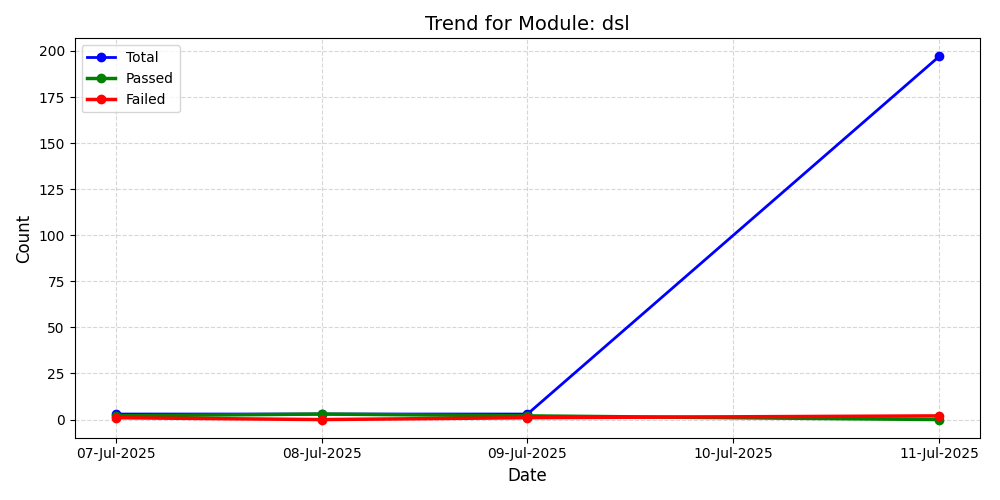 Trend for Module: dsl
Total
Passed
Failed
200
175
150
125
100
75
50
25
0
Count
07-Jul-2025
08-Jul-2025
09-Jul-2025
10-Jul-2025
11-Jul-2025
Date